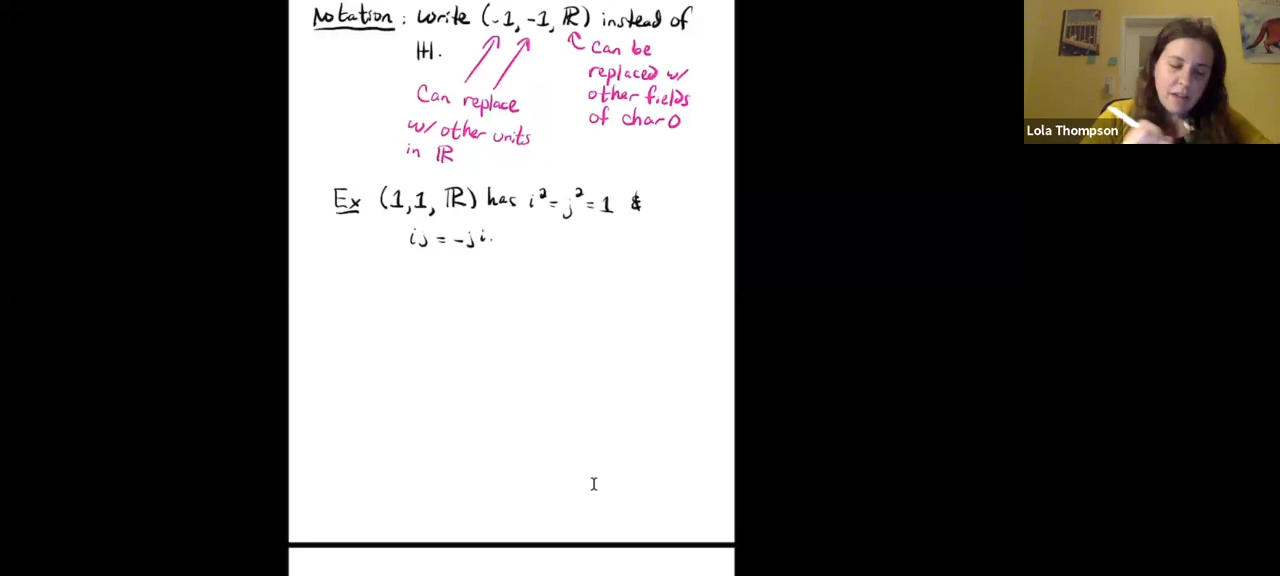 Notation: Write (-1, -1, ℝ) instead of
ℍ.
Can replace
w/ other units
in ℝ
Can be
replaced w/
other fields
of char 0
Ex (1,1, ℝ) has i² = j² = 1 &
ij = -ji.
Lola Thompson